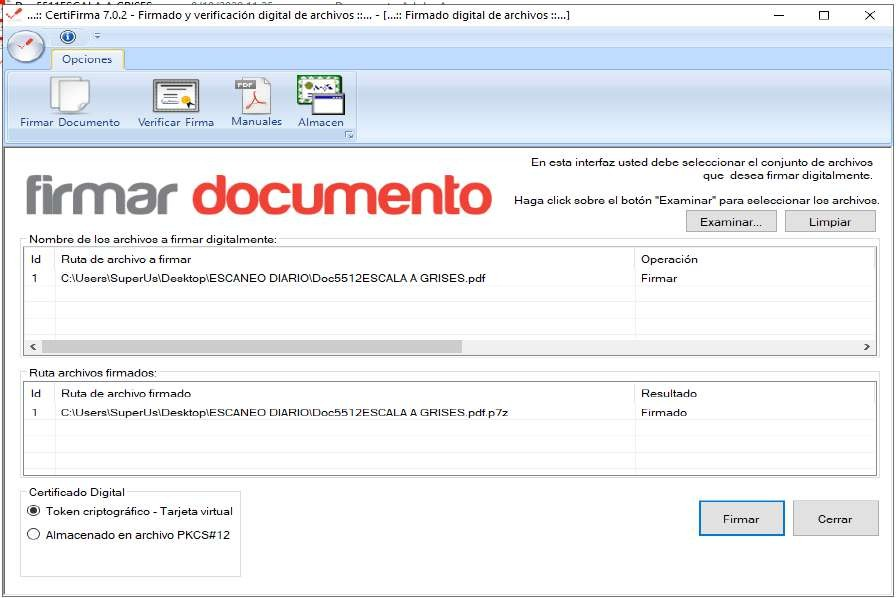 ...:: CertiFirma 7.0.2 - Firmado y verificación digital de archivos ::... - [...:: Firmado digital de archivos ::...]
Opciones
Firmar Documento
Verificar Firma
PDF
Manuales
Almacen
firmar documento
En esta interfaz usted debe seleccionar el conjunto de archivos
que desea firmar digitalmente.
Haga click sobre el botón "Examinar" para seleccionar los archivos.
Examinar... Limpiar
Nombre de los archivos a firmar digitalmente:
Id Ruta de archivo a firmar Operación
1 C:\Users\SuperUs\Desktop\ESCANEO DIARIO\Doc5512ESCALA A GRISES.pdf Firmar
Ruta archivos firmados:
Id Ruta de archivo firmado Resultado
1 C:\Users\SuperUs\Desktop\ESCANEO DIARIO\Doc5512ESCALA A GRISES.pdf.p7z Firmado
Certificado Digital
Token criptográfico - Tarjeta virtual
Almacenado en archivo PKCS#12
Firmar Cerrar